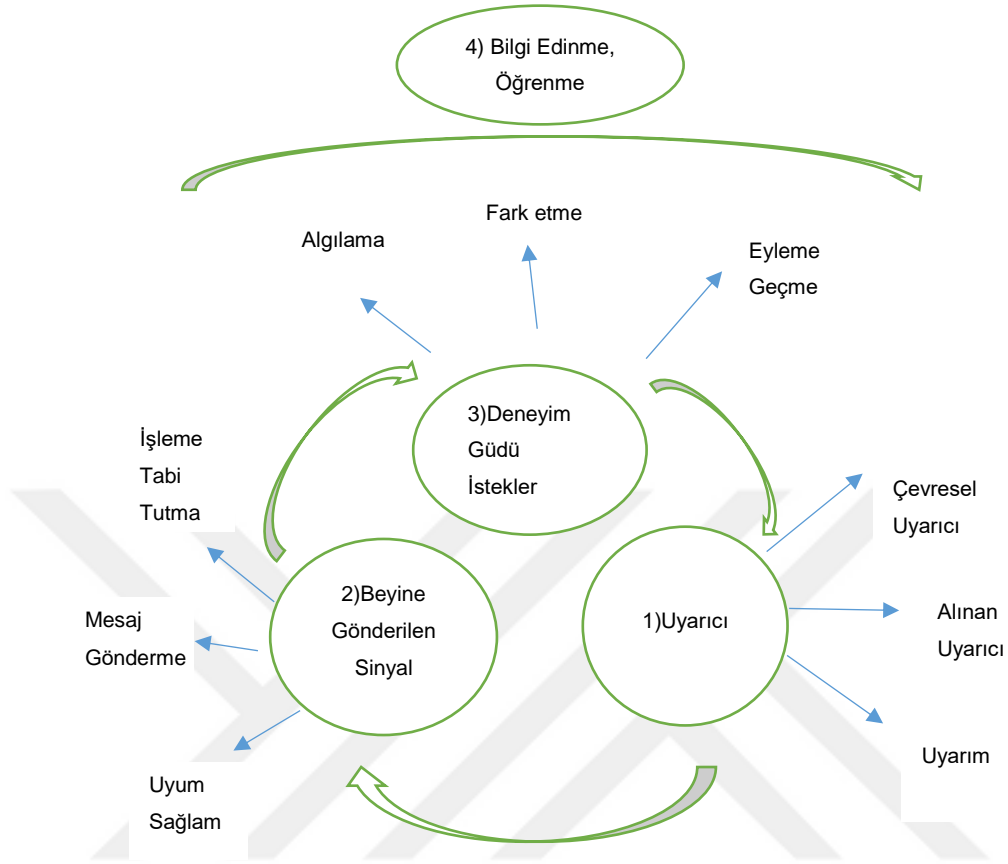 4) Bilgi Edinme,
Öğrenme
Fark etme
Algılama
Eyleme
Geçme
3)Deneyim
Güdü
İstekler
İşleme
Tabi
Tutma
Çevresel
Uyarıcı
2)Beyine
Gönderilen
Sinyal
1)Uyarıcı
Mesaj
Gönderme
Alınan
Uyarıcı
Uyarım
Uyum
Sağlam